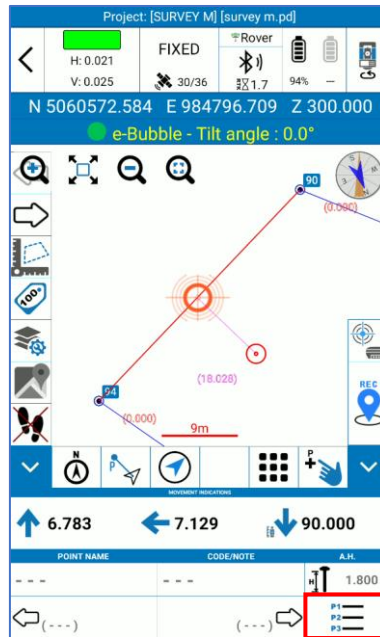 Project: [SURVEY M] [survey m.pd]
H: 0.021
V: 0.025
FIXED
30/36
Rover
1.7
94%
—
N 5060572.584 E 984796.709 Z 300.000
e-Bubble - Tilt angle : 0.0°
90
(0.000)
100°
(18.028)
94
(0.000)
9m
REC
N
P
P
MOVEMENT INDICATIONS
6.783
7.129
90.000
POINT NAME
CODE/NOTE
A.H.
- - -
- - -
H
1.800
(- - -)
(- - -)
P1
P2
P3